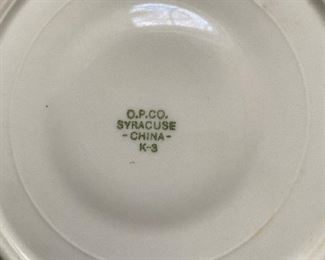 O.P.CO.
SYRACUSE
-CHINA-
K-3